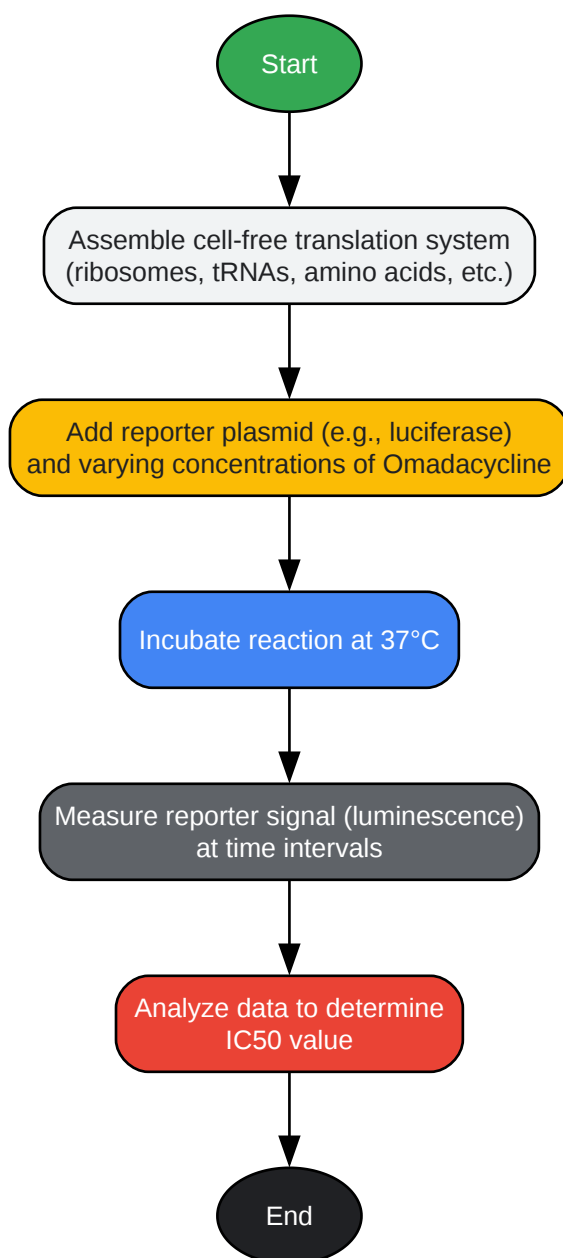 Start
Assemble cell-free translation system
(ribosomes, tRNAs, amino acids, etc.)
Add reporter plasmid (e.g., luciferase)
and varying concentrations of Omadacycline
Incubate reaction at 37°C
Measure reporter signal (luminescence)
at time intervals
Analyze data to determine
IC50 value
End